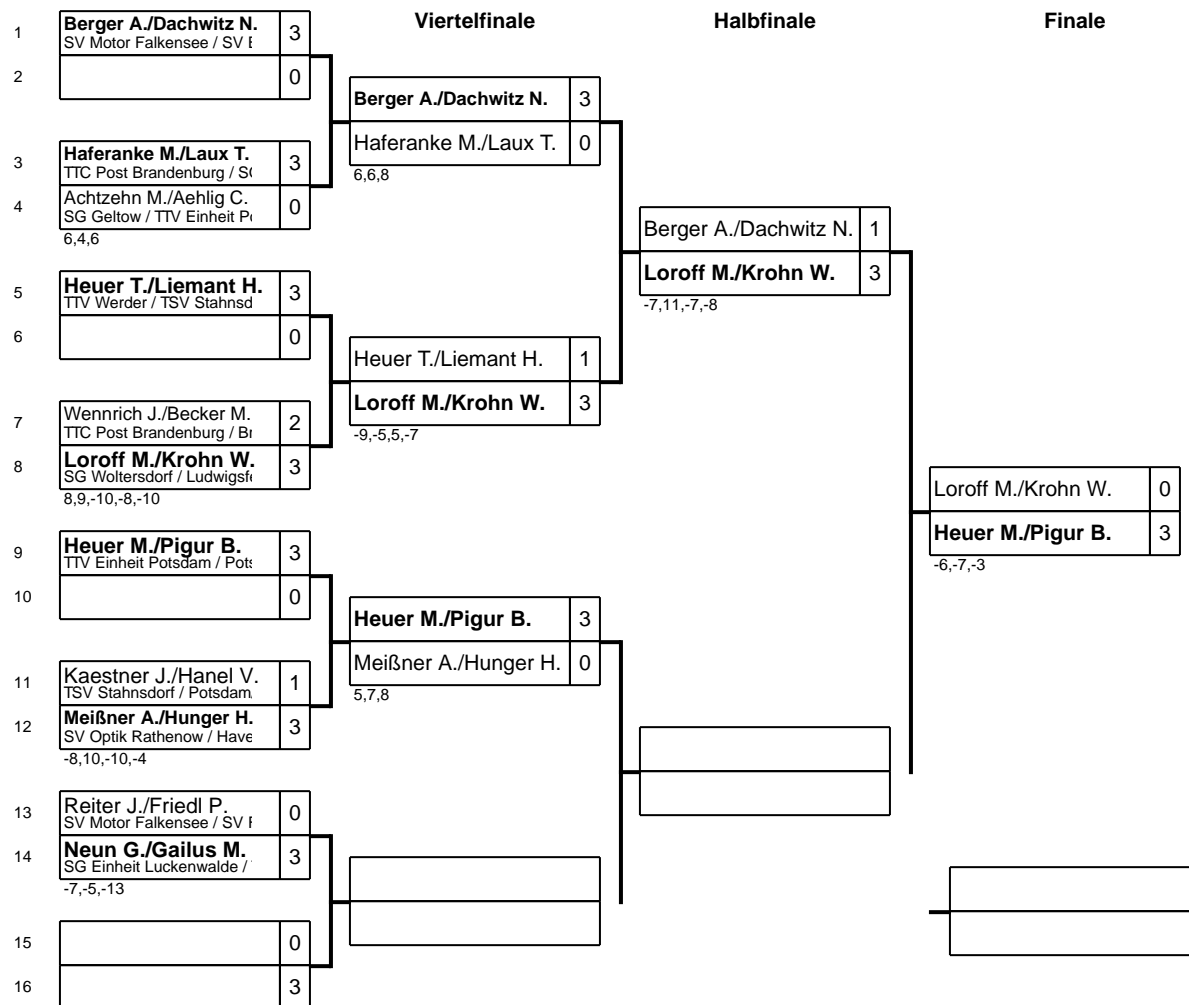 Viertelfinale Halbfinale Finale
1 Berger A./Dachwitz N. 3
SV Motor Falkensee / SV
2 0
Berger A./Dachwitz N. 3
Haferanke M./Laux T. 0
6,6,8
3 Haferanke M./Laux T. 3
TTC Post Brandenburg /
4 Achtzehn M./Aehlig C. 0
SG Geltow / TTV Einheit
6,4,6
Berger A./Dachwitz N. 1
Loroff M./Krohn W. 3
-7,11,-7,-8
5 Heuer T./Liemant H. 3
TTV Werder / TSV Stahnsd
6 0
Heuer T./Liemant H. 1
Loroff M./Krohn W. 3
-9,-5,5,-7
7 Wennrich J./Becker M. 2
TTC Post Brandenburg /
8 Loroff M./Krohn W. 3
SG Woltersdorf / Ludwigsf
8,9,-10,-8,-10
Loroff M./Krohn W. 0
Heuer M./Pigur B. 3
-6,-7,-3
9 Heuer M./Pigur B. 3
TTV Einheit Potsdam /
10 0
Heuer M./Pigur B. 3
Meißner A./Hunger H. 0
5,7,8
11 Kaestner J./Hanel V. 1
TSV Stahnsdorf / Potsdam
12 Meißner A./Hunger H. 3
SV Optik Rathenow / Have
-8,10,-10,-4
13 Reiter J./Friedl P. 0
SV Motor Falkensee / SV
14 Neun G./Gailus M. 3
SG Einheit Luckenwalde /
-7,-5,-13
15 0
16 3